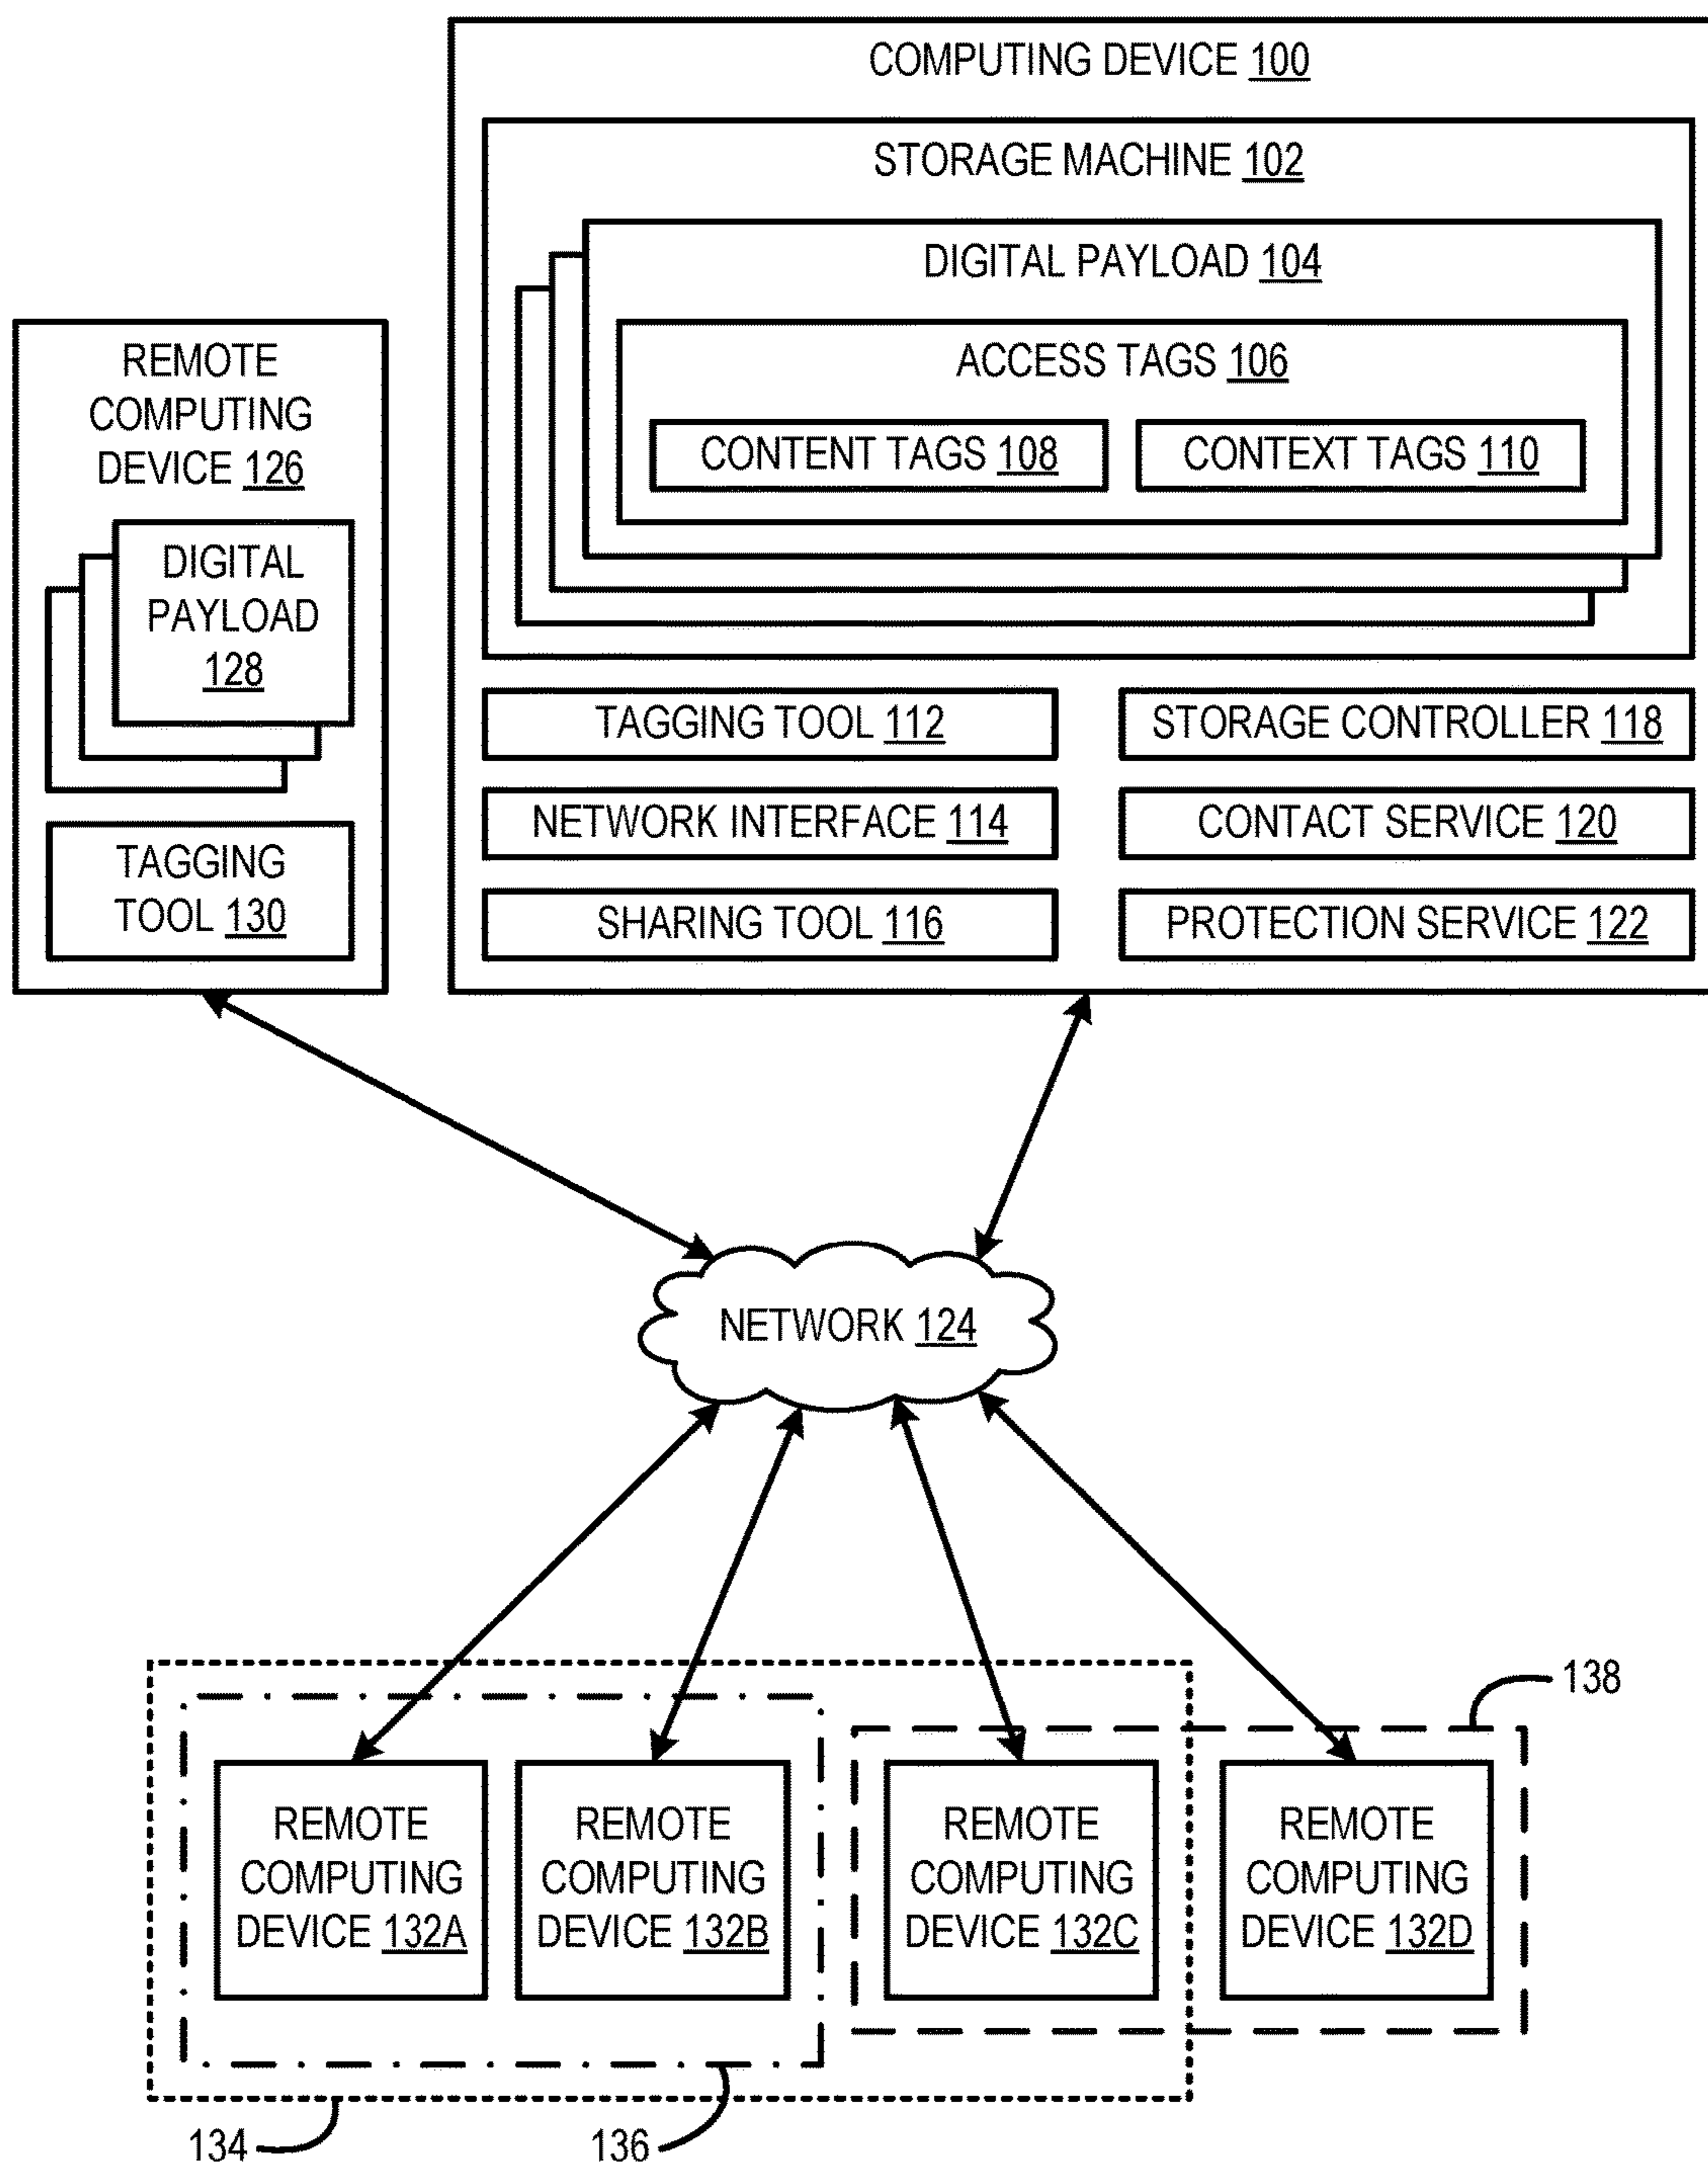 COMPUTING DEVICE 100
STORAGE MACHINE 102
DIGITAL PAYLOAD 104
ACCESS TAGS 106
CONTENT TAGS 108
CONTEXT TAGS 110
TAGGING TOOL 112
STORAGE CONTROLLER 118
NETWORK INTERFACE 114
CONTACT SERVICE 120
SHARING TOOL 116
PROTECTION SERVICE 122
REMOTE
COMPUTING
DEVICE 126
DIGITAL
PAYLOAD
128
TAGGING
TOOL 130
NETWORK 124
138
REMOTE
COMPUTING
DEVICE 132A
REMOTE
COMPUTING
DEVICE 132B
REMOTE
COMPUTING
DEVICE 132C
REMOTE
COMPUTING
DEVICE 132D
134
136